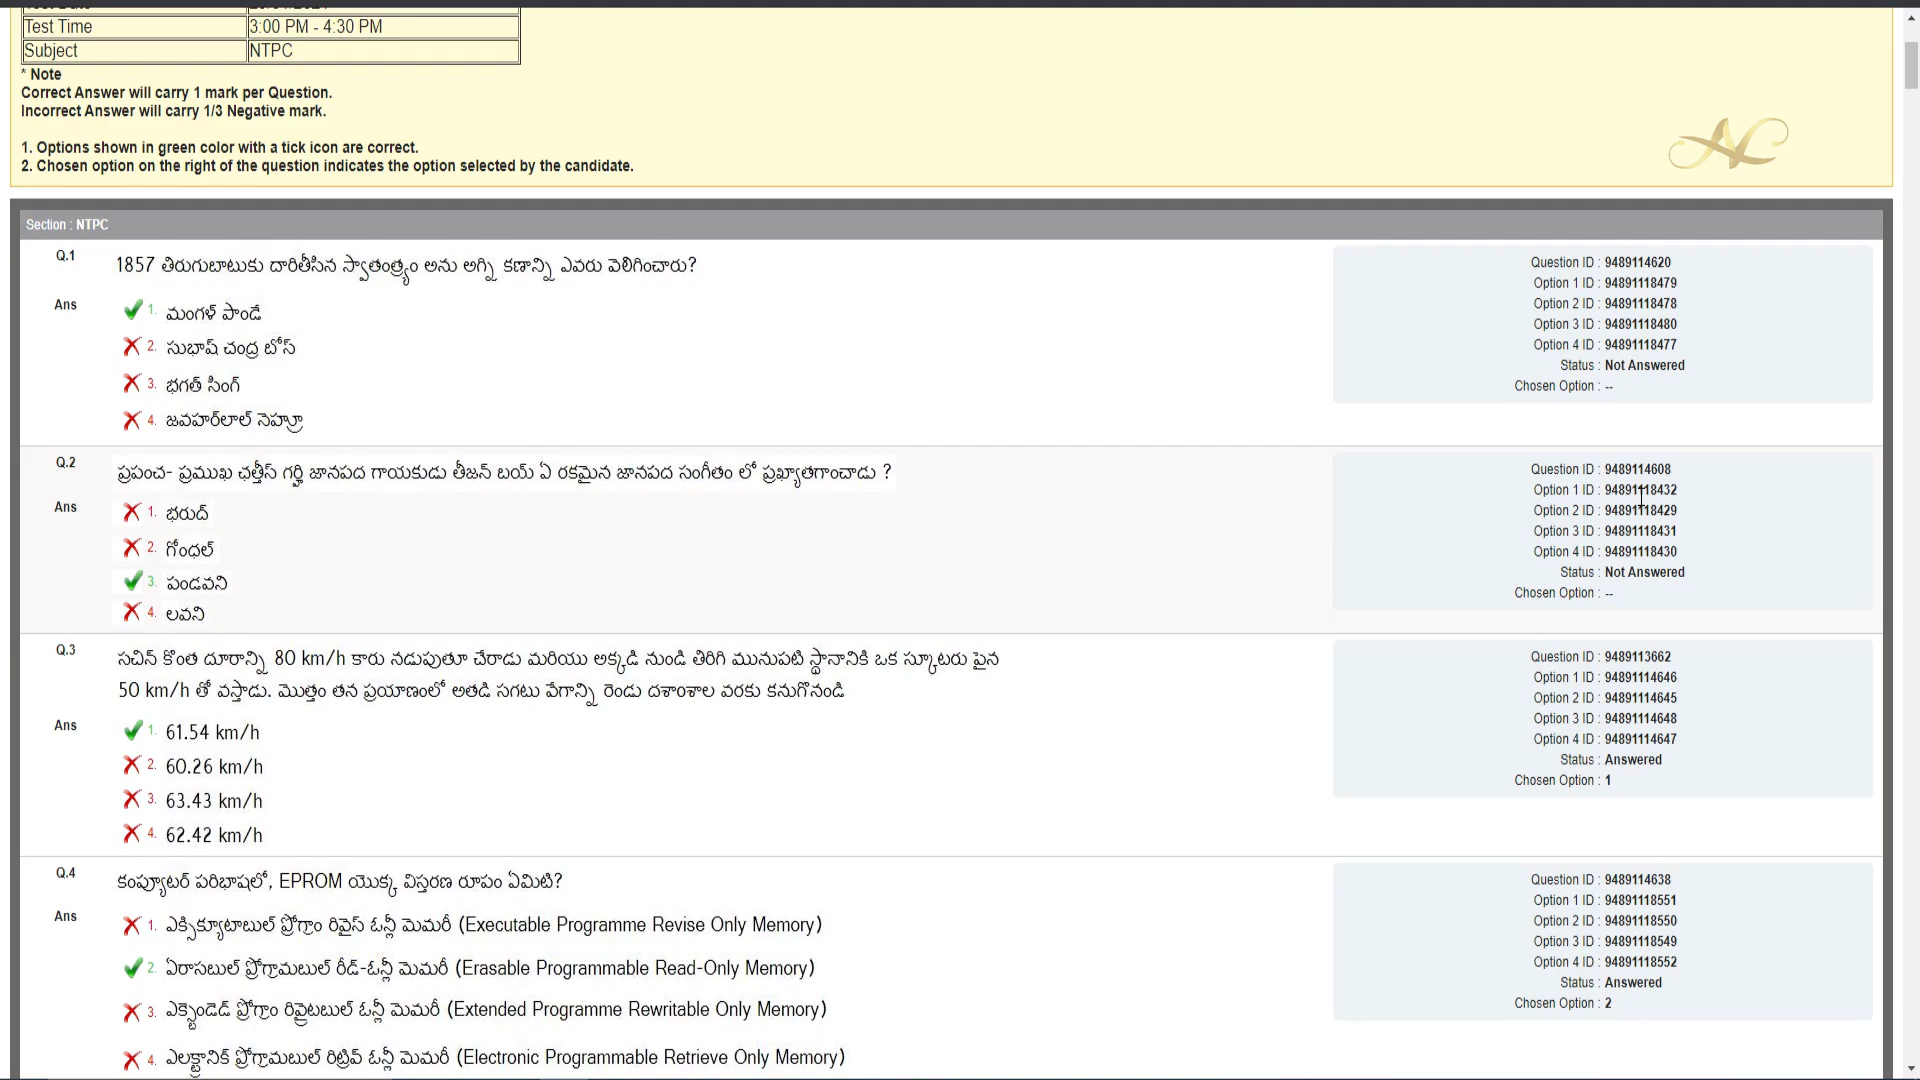 Test Time 3:00 PM - 4:30 PM
Subject NTPC
* Note
Correct Answer will carry 1 mark per Question.
Incorrect Answer will carry 1/3 Negative mark.
1. Options shown in green color with a tick icon are correct.
2. Chosen option on the right of the question indicates the option selected by the candidate.
Section : NTPC
Q.1 1857 తిరుగుబాటుకు దారితీసిన స్వాతంత్ర్యం అను అగ్ని కణాన్ని ఎవరు వెలిగించారు?
Ans 1. మంగళ్ పాండే
2. సుభాష్ చంద్ర బోస్
3. భగత్ సింగ్
4. జవహర్‌లాల్ నెహ్రూ
Question ID : 9489114620
Option 1 ID : 94891118479
Option 2 ID : 94891118478
Option 3 ID : 94891118480
Option 4 ID : 94891118477
Status : Not Answered
Chosen Option : --
Q.2 ప్రపంచ- ప్రముఖ ఛత్తీస్ గర్హి జానపద గాయకుడు తీజన్ బయ్ ఏ రకమైన జానపద సంగీతం లో ప్రఖ్యాతగాంచాడు ?
Ans 1. భరుద్
2. గోంధల్
3. పండవని
4. లవని
Question ID : 9489114608
Option 1 ID : 94891118432
Option 2 ID : 94891118429
Option 3 ID : 94891118431
Option 4 ID : 94891118430
Status : Not Answered
Chosen Option : --
Q.3 సచిన్ కొంత దూరాన్ని 80 km/h కారు నడుపుతూ చేరాడు మరియు అక్కడి నుండి తిరిగి మునుపటి స్థానానికి ఒక స్కూటరు పైన
50 km/h తో వస్తాడు. మొత్తం తన ప్రయాణంలో అతడి సగటు వేగాన్ని రెండు దశాంశాల వరకు కనుగొనండి
Ans 1. 61.54 km/h
2. 60.26 km/h
3. 63.43 km/h
4. 62.42 km/h
Question ID : 9489113662
Option 1 ID : 94891114646
Option 2 ID : 94891114645
Option 3 ID : 94891114648
Option 4 ID : 94891114647
Status : Answered
Chosen Option : 1
Q.4 కంప్యూటర్ పరిభాషలో, EPROM యొక్క విస్తరణ రూపం ఏమిటి?
Ans 1. ఎక్సిక్యూటాబుల్ ప్రోగ్రాం రివైస్ ఓన్లీ మెమరీ (Executable Programme Revise Only Memory)
2. ఏరాసబుల్ ప్రోగ్రామబుల్ రీడ్-ఓన్లీ మెమరీ (Erasable Programmable Read-Only Memory)
3. ఎక్స్టెండెడ్ ప్రోగ్రాం రివ్రైటబుల్ ఓన్లీ మెమరీ (Extended Programme Rewritable Only Memory)
4. ఎలక్ట్రానిక్ ప్రోగ్రామబుల్ రిట్రివ్ ఓన్లీ మెమరీ (Electronic Programmable Retrieve Only Memory)
Question ID : 9489114638
Option 1 ID : 94891118551
Option 2 ID : 94891118550
Option 3 ID : 94891118549
Option 4 ID : 94891118552
Status : Answered
Chosen Option : 2